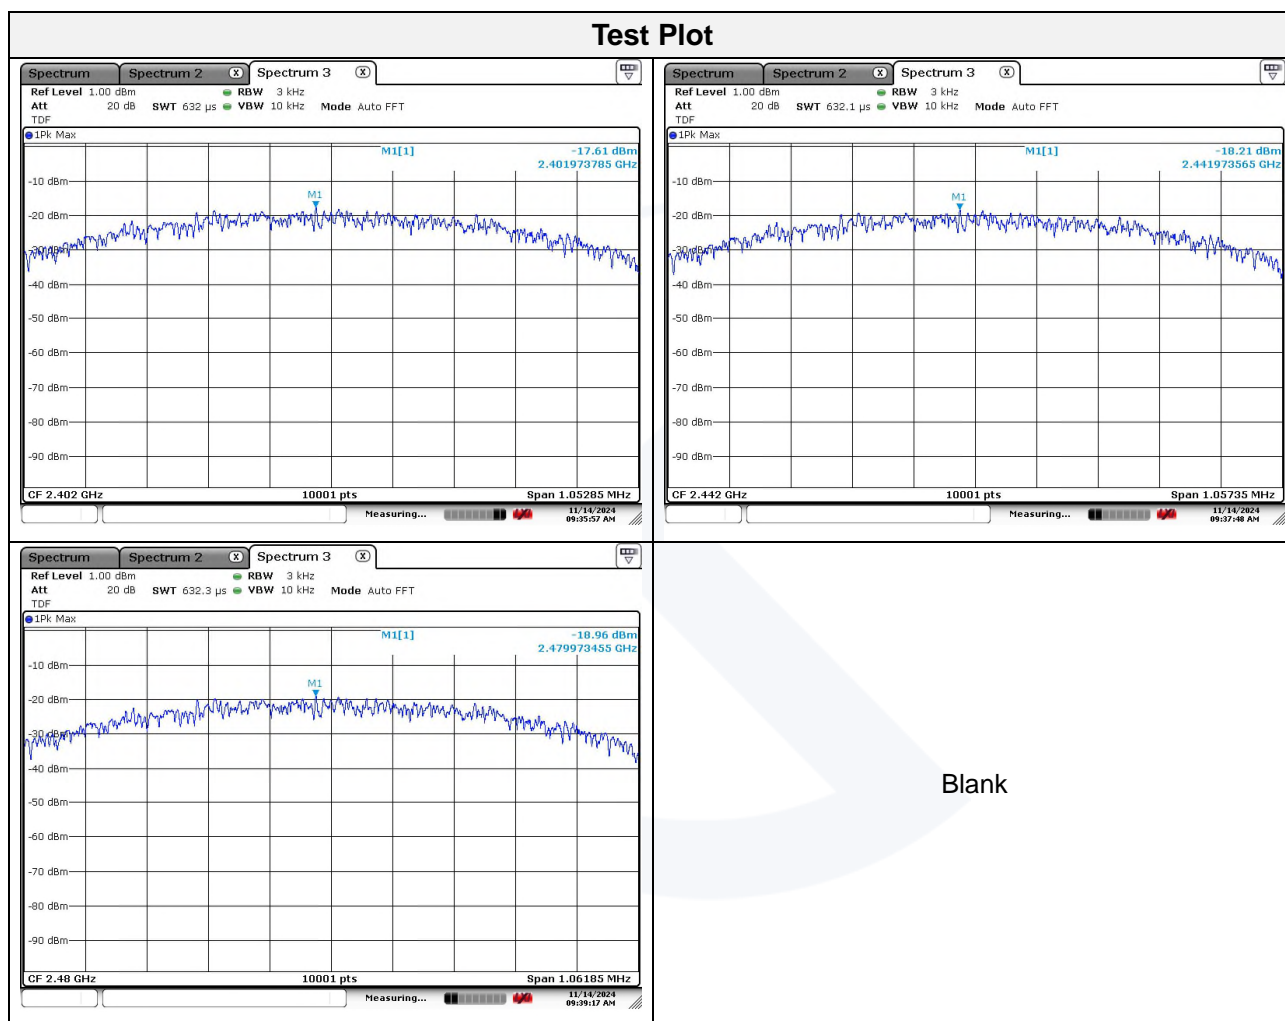 Test Plot
Spectrum Spectrum 2 X Spectrum 3 X
Ref Level 1.00 dBm RBW 3 kHz
Att 20 dB SWT 632 µs VBW 10 kHz Mode Auto FFT
TDF
1Pk Max
M1[1] -17.61 dBm
2.401973785 GHz
-10 dBm
M1
-20 dBm
-30 dBm
-40 dBm
-50 dBm
-60 dBm
-70 dBm
-80 dBm
-90 dBm
CF 2.402 GHz 10001 pts Span 1.05285 MHz
Measuring... 11/14/2024
09:35:57 AM
Spectrum Spectrum 2 X Spectrum 3 X
Ref Level 1.00 dBm RBW 3 kHz
Att 20 dB SWT 632.1 µs VBW 10 kHz Mode Auto FFT
TDF
1Pk Max
M1[1] -18.21 dBm
2.441973565 GHz
-10 dBm
M1
-20 dBm
-30 dBm
-40 dBm
-50 dBm
-60 dBm
-70 dBm
-80 dBm
-90 dBm
CF 2.442 GHz 10001 pts Span 1.05735 MHz
Measuring... 11/14/2024
09:37:48 AM
Spectrum Spectrum 2 X Spectrum 3 X
Ref Level 1.00 dBm RBW 3 kHz
Att 20 dB SWT 632.3 µs VBW 10 kHz Mode Auto FFT
TDF
1Pk Max
M1[1] -18.96 dBm
2.479973455 GHz
-10 dBm
M1
-20 dBm
-30 dBm
-40 dBm
-50 dBm
-60 dBm
-70 dBm
-80 dBm
-90 dBm
CF 2.48 GHz 10001 pts Span 1.06185 MHz
Measuring... 11/14/2024
09:39:17 AM
Blank